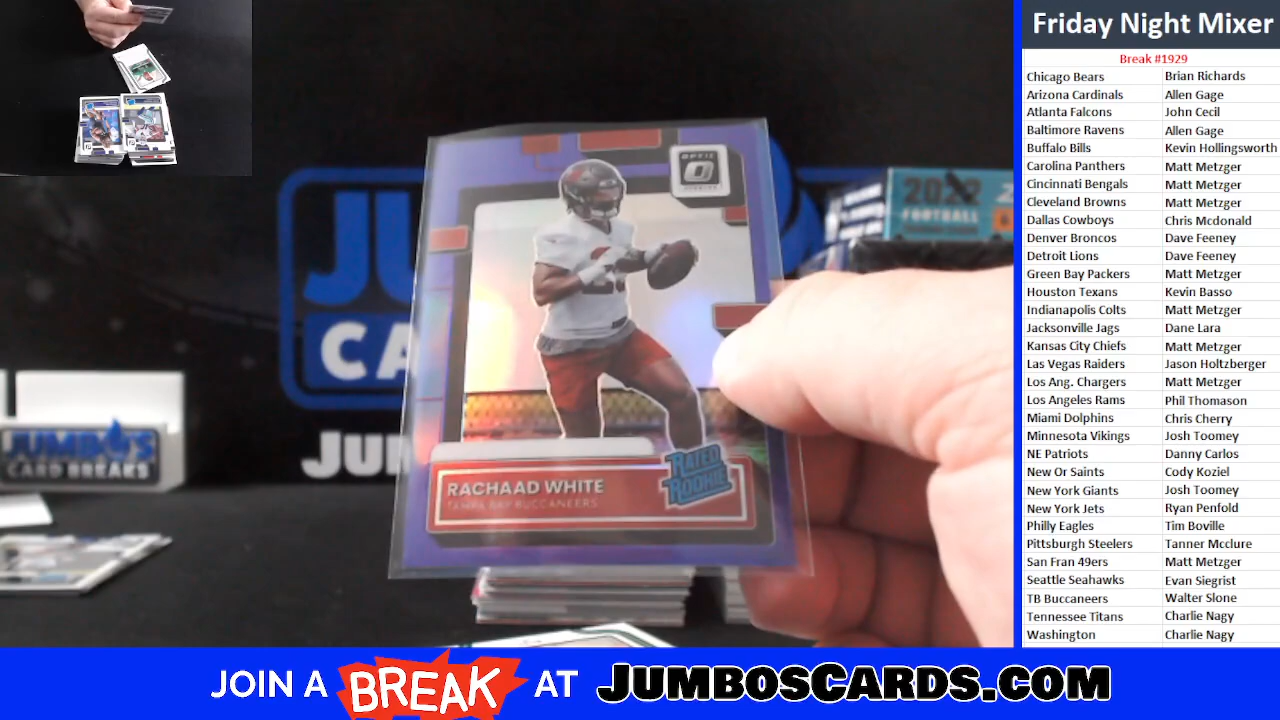 Friday Night Mixer
Break #1929
Chicago Bears Brian Richards
Arizona Cardinals Allen Gage
Atlanta Falcons John Cecil
Baltimore Ravens Allen Gage
Buffalo Bills Kevin Hollingsworth
Carolina Panthers Matt Metzger
Cincinnati Bengals Matt Metzger
Cleveland Browns Matt Metzger
Dallas Cowboys Chris Mcdonald
Denver Broncos Dave Feeney
Detroit Lions Dave Feeney
Green Bay Packers Matt Metzger
Houston Texans Kevin Basso
Indianapolis Colts Matt Metzger
Jacksonville Jags Dane Lara
Kansas City Chiefs Matt Metzger
Las Vegas Raiders Jason Holtzberger
Los Ang. Chargers Matt Metzger
Los Angeles Rams Phil Thomason
Miami Dolphins Chris Cherry
Minnesota Vikings Josh Toomey
NE Patriots Danny Carlos
New Or Saints Cody Koziel
New York Giants Josh Toomey
New York Jets Ryan Penfold
Philly Eagles Tim Boville
Pittsburgh Steelers Tanner Mcclure
San Fran 49ers Matt Metzger
Seattle Seahawks Evan Siegrist
TB Buccaneers Walter Slone
Tennessee Titans Charlie Nagy
Washington Charlie Nagy
OPTIC
2022
FOOTBALL
JU
CA
JU
JUMBO'S
CARD BREAKS
RATED
ROOKIE
RACHAAD WHITE
TAMPA BAY BUCCANEERS
JOIN A BREAK AT JUMBOSCARDS.COM